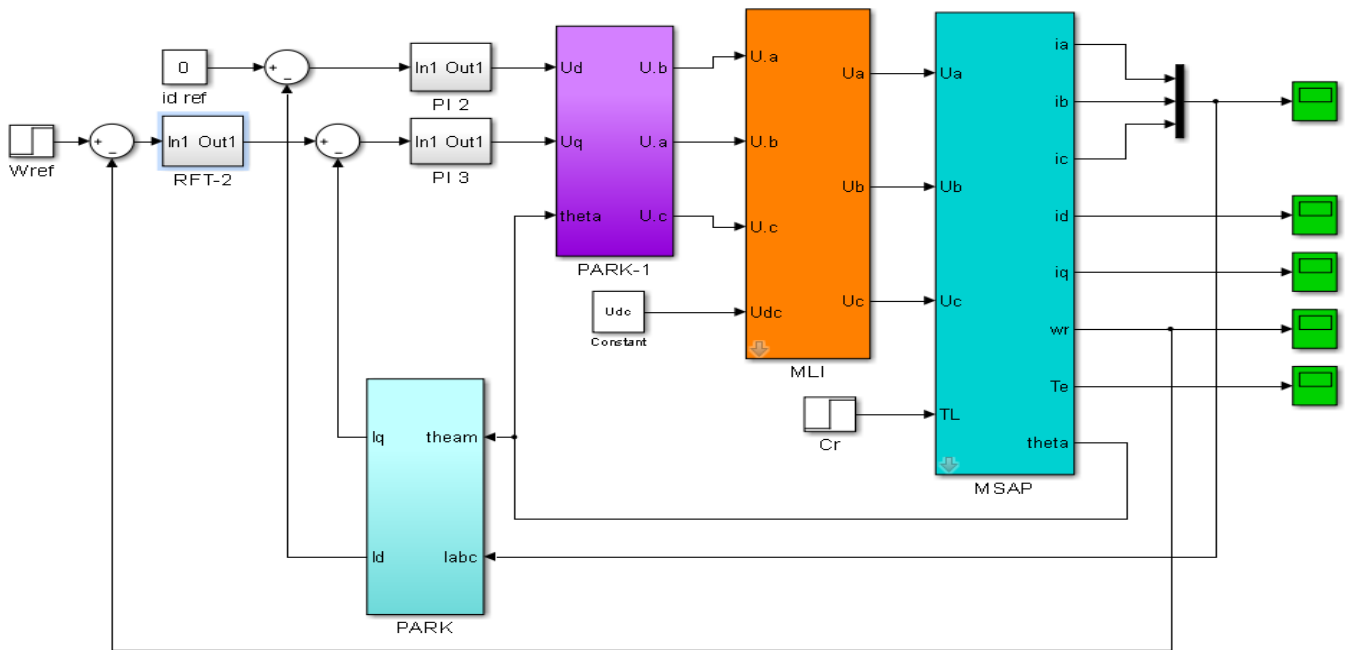 0
id ref
+
-
In1 Out1
PI 2
Wref
+
-
In1 Out1
RFT-2
+
-
In1 Out1
PI 3
Ud
Uq
theta
U.b
U.a
U.c
PARK-1
Udc
Constant
U.a
U.b
U.c
Udc
Ua
Ub
Uc
MLI
Cr
Ua
Ub
Uc
TL
ia
ib
ic
id
iq
wr
Te
theta
MSAP
Iq
Id
theam
Iabc
PARK